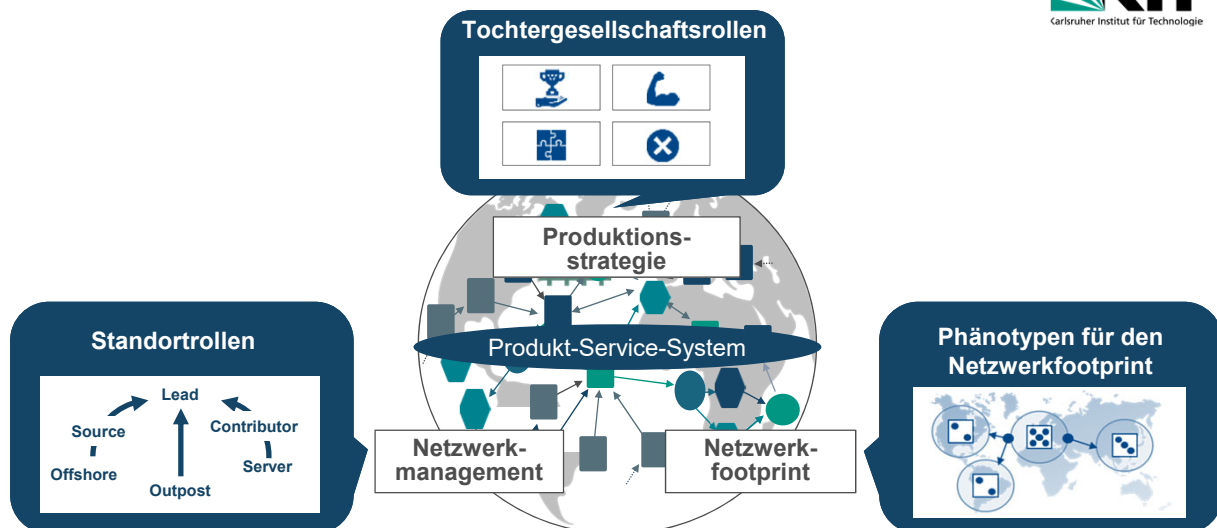 Karlsruher Institut für Technologie
Tochtergesellschaftsrollen
Produktions-
strategie
Standortrollen
Lead
Source
Contributor
Offshore
Server
Outpost
Produkt-Service-System
Phänotypen für den
Netzwerkfootprint
Netzwerk-
management
Netzwerk-
footprint